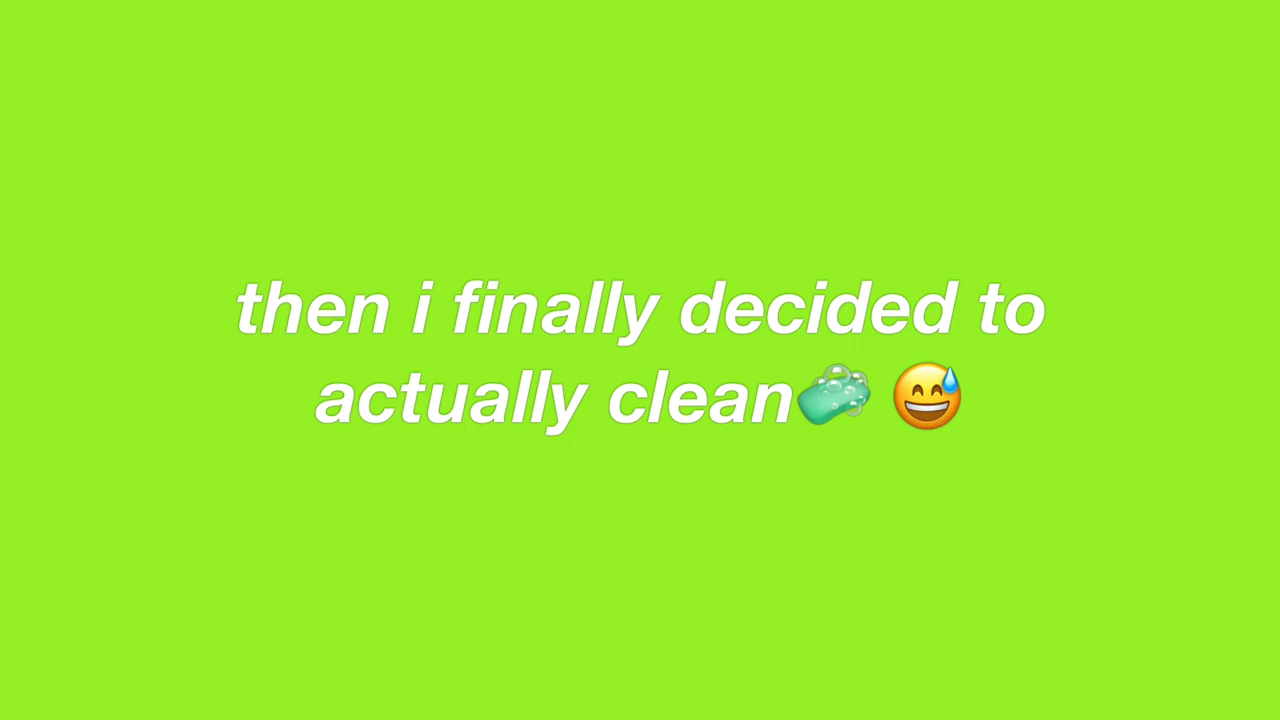 then i finally decided to
actually clean🧼 😅